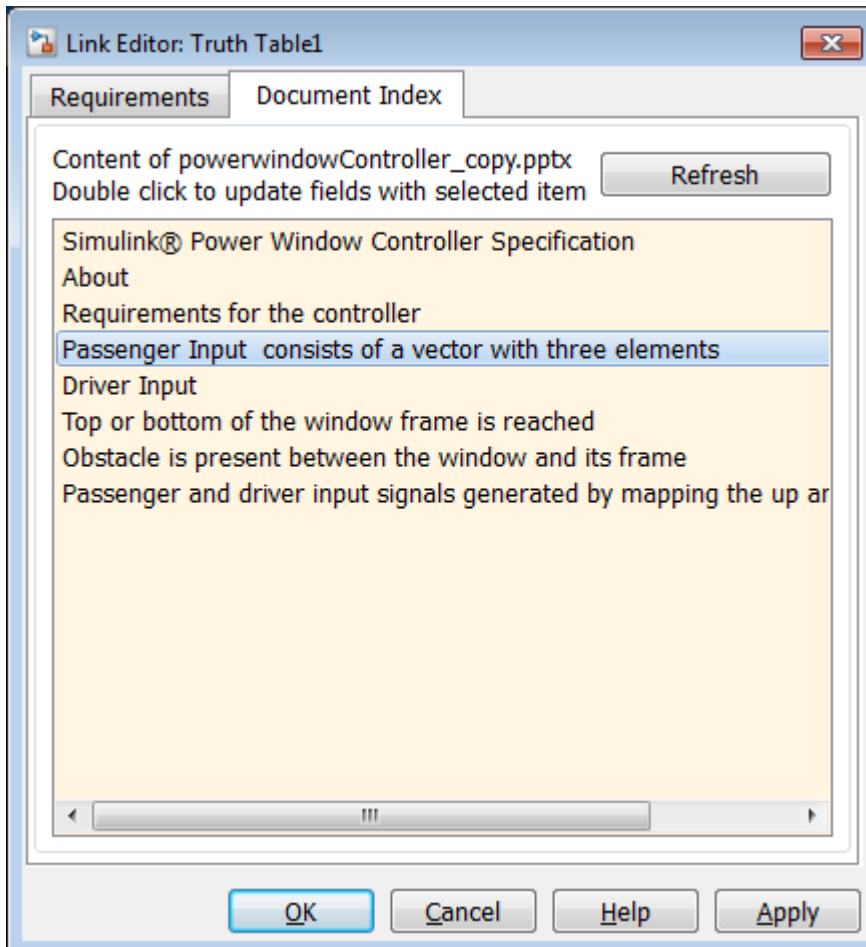 Link Editor: Truth Table1
Requirements
Document Index
Content of powerwindowController_copy.pptx
Double click to update fields with selected item
Refresh
Simulink® Power Window Controller Specification
About
Requirements for the controller
Passenger Input  consists of a vector with three elements
Driver Input
Top or bottom of the window frame is reached
Obstacle is present between the window and its frame
Passenger and driver input signals generated by mapping the up ar
OK
Cancel
Help
Apply